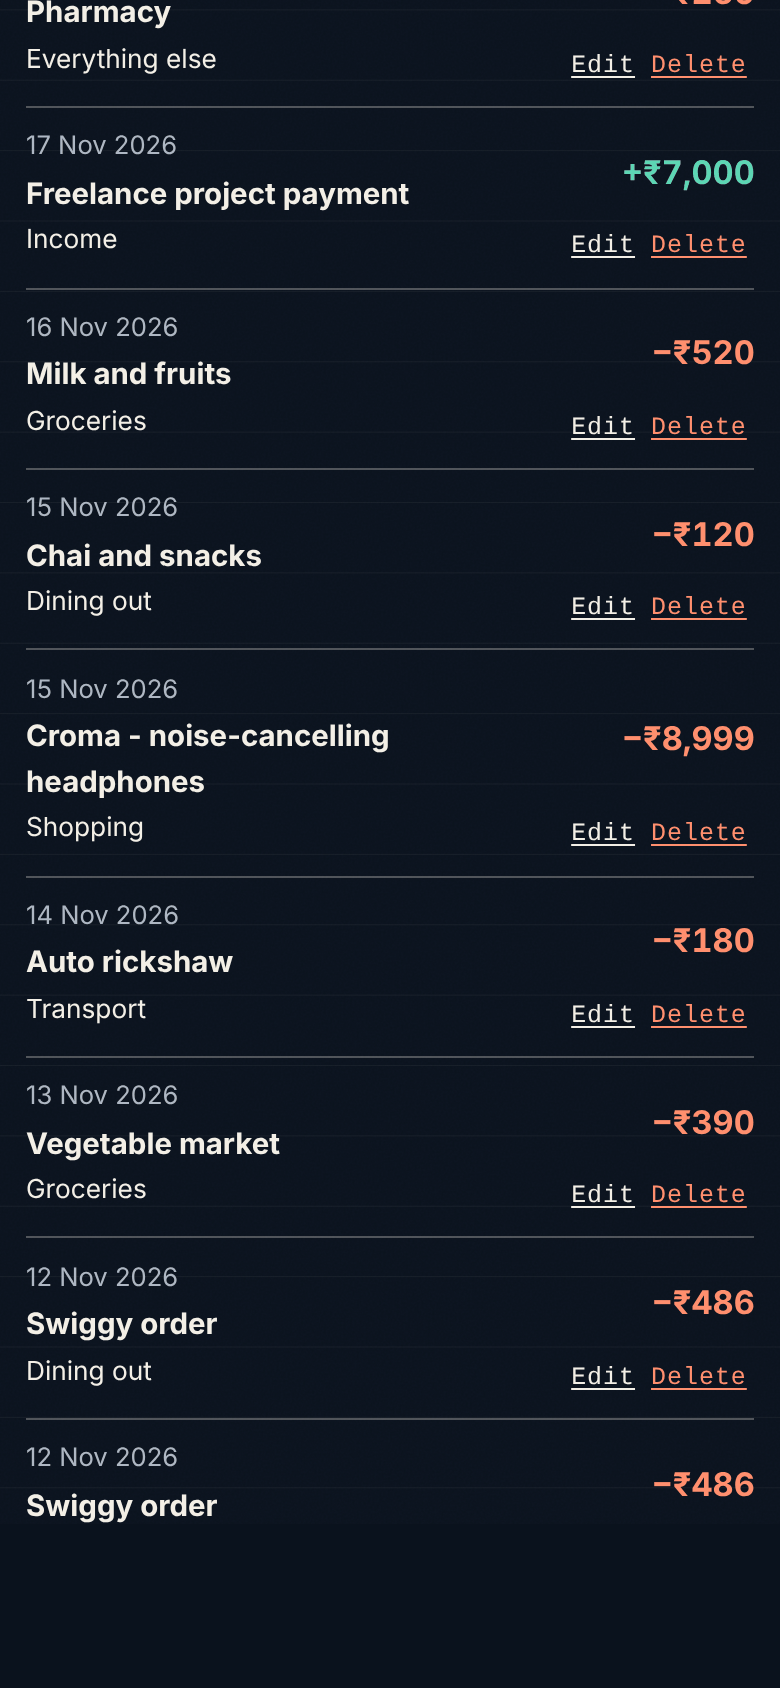 Pharmacy
Everything else
Edit Delete
17 Nov 2026
+₹7,000
Freelance project payment
Income
Edit Delete
16 Nov 2026
−₹520
Milk and fruits
Groceries
Edit Delete
15 Nov 2026
−₹120
Chai and snacks
Dining out
Edit Delete
15 Nov 2026
Croma - noise-cancelling
−₹8,999
headphones
Shopping
Edit Delete
14 Nov 2026
−₹180
Auto rickshaw
Transport
Edit Delete
13 Nov 2026
−₹390
Vegetable market
Groceries
Edit Delete
12 Nov 2026
−₹486
Swiggy order
Dining out
Edit Delete
12 Nov 2026
−₹486
Swiggy order